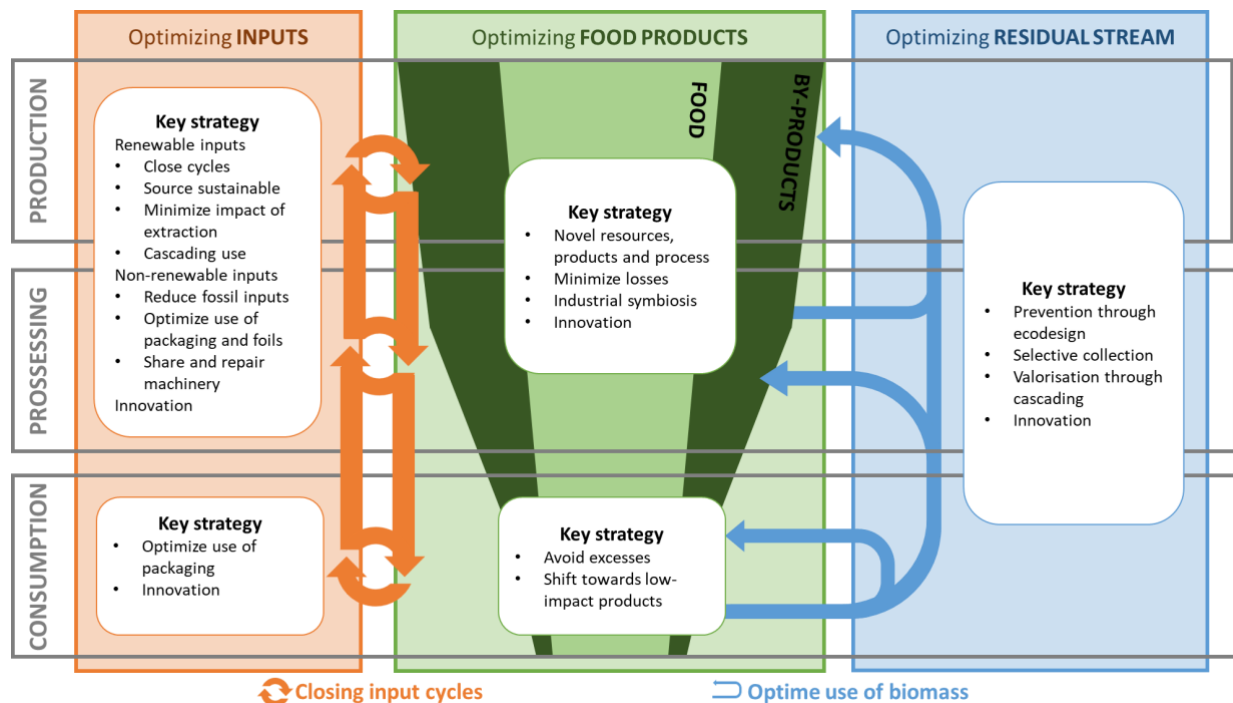 Optimizing INPUTS
Optimizing FOOD PRODUCTS
Optimizing RESIDUAL STREAM
PRODUCTION
PROSSESSING
CONSUMPTION
Key strategy
Renewable inputs
• Close cycles
• Source sustainable
• Minimize impact of
extraction
• Cascading use
Non-renewable inputs
• Reduce fossil inputs
• Optimize use of
packaging and foils
• Share and repair
machinery
Innovation
Key strategy
• Optimize use of
packaging
• Innovation
FOOD
BY-PRODUCTS
Key strategy
• Novel resources,
products and process
• Minimize losses
• Industrial symbiosis
• Innovation
Key strategy
• Avoid excesses
• Shift towards low-
impact products
Key strategy
• Prevention through
ecodesign
• Selective collection
• Valorisation through
cascading
• Innovation
Closing input cycles
Optime use of biomass